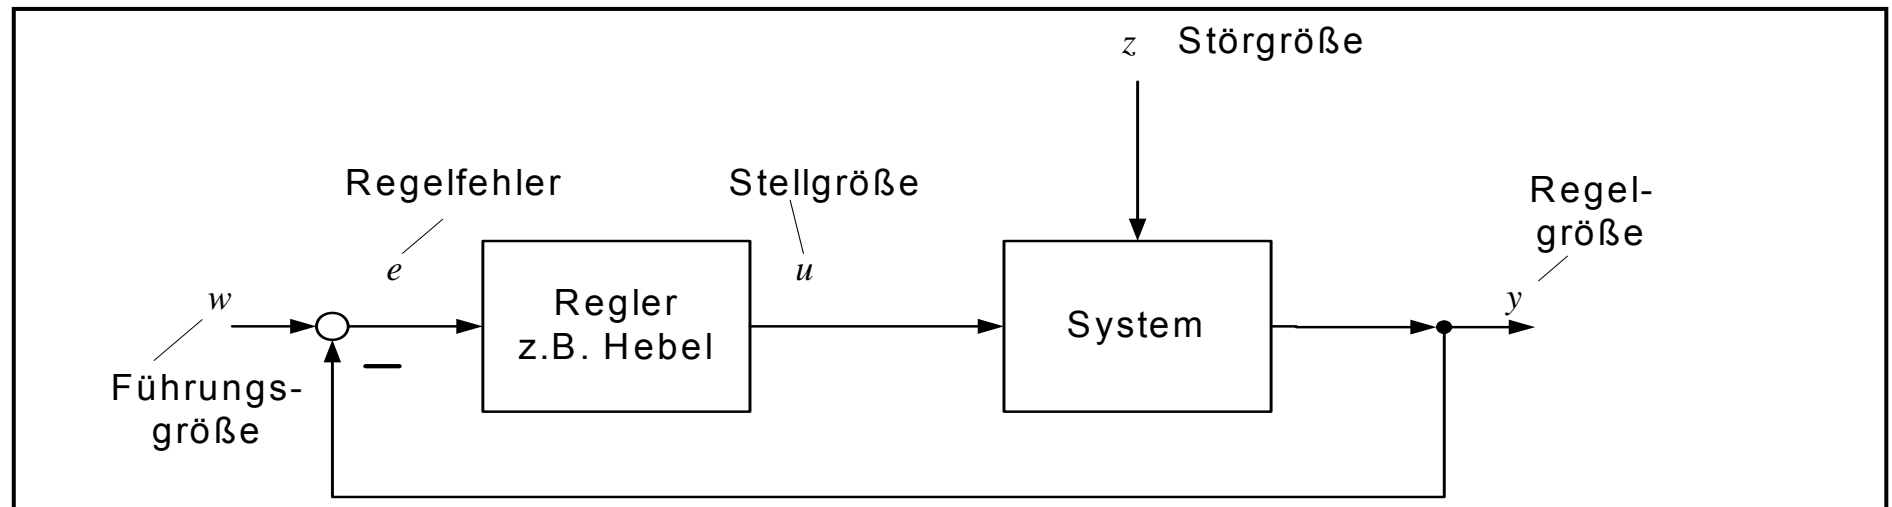 z Störgröße
Regelfehler
Stellgröße
Regel-
größe
e
u
w
Regler
z.B. Hebel
System
y
–
Führungs-
größe